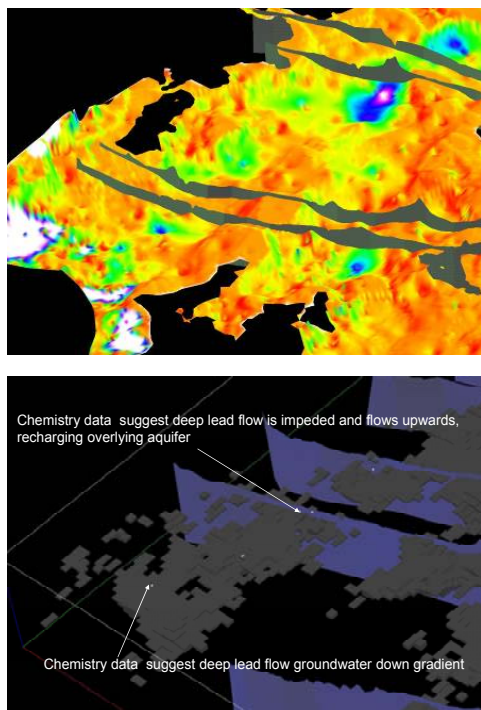 Chemistry data suggest deep lead flow is impeded and flows upwards,
recharging overlying aquifer
Chemistry data suggest deep lead flow groundwater down gradient